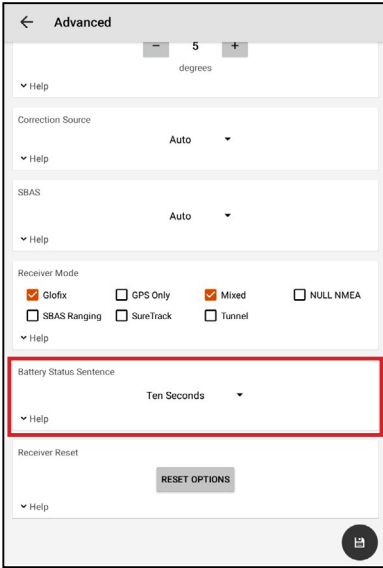 Advanced
− 5 +
degrees
Help
Correction Source
Auto
Help
SBAS
Auto
Help
Receiver Mode
Glofix GPS Only Mixed NULL NMEA
SBAS Ranging SureTrack Tunnel
Help
Battery Status Sentence
Ten Seconds
Help
Receiver Reset
RESET OPTIONS
Help